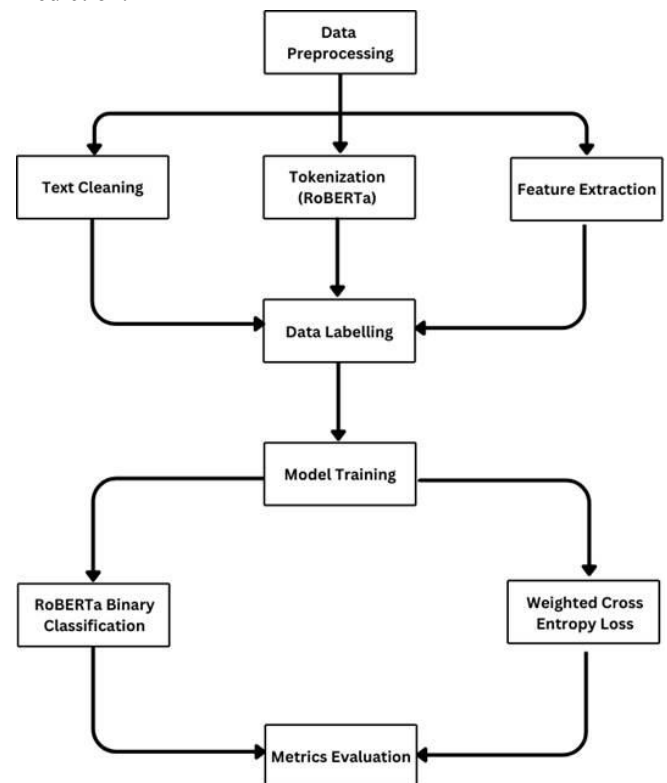 Data
Preprocessing
Text Cleaning
Tokenization
(RoBERTa)
Feature Extraction
Data Labelling
Model Training
RoBERTa Binary
Classification
Weighted Cross
Entropy Loss
Metrics Evaluation